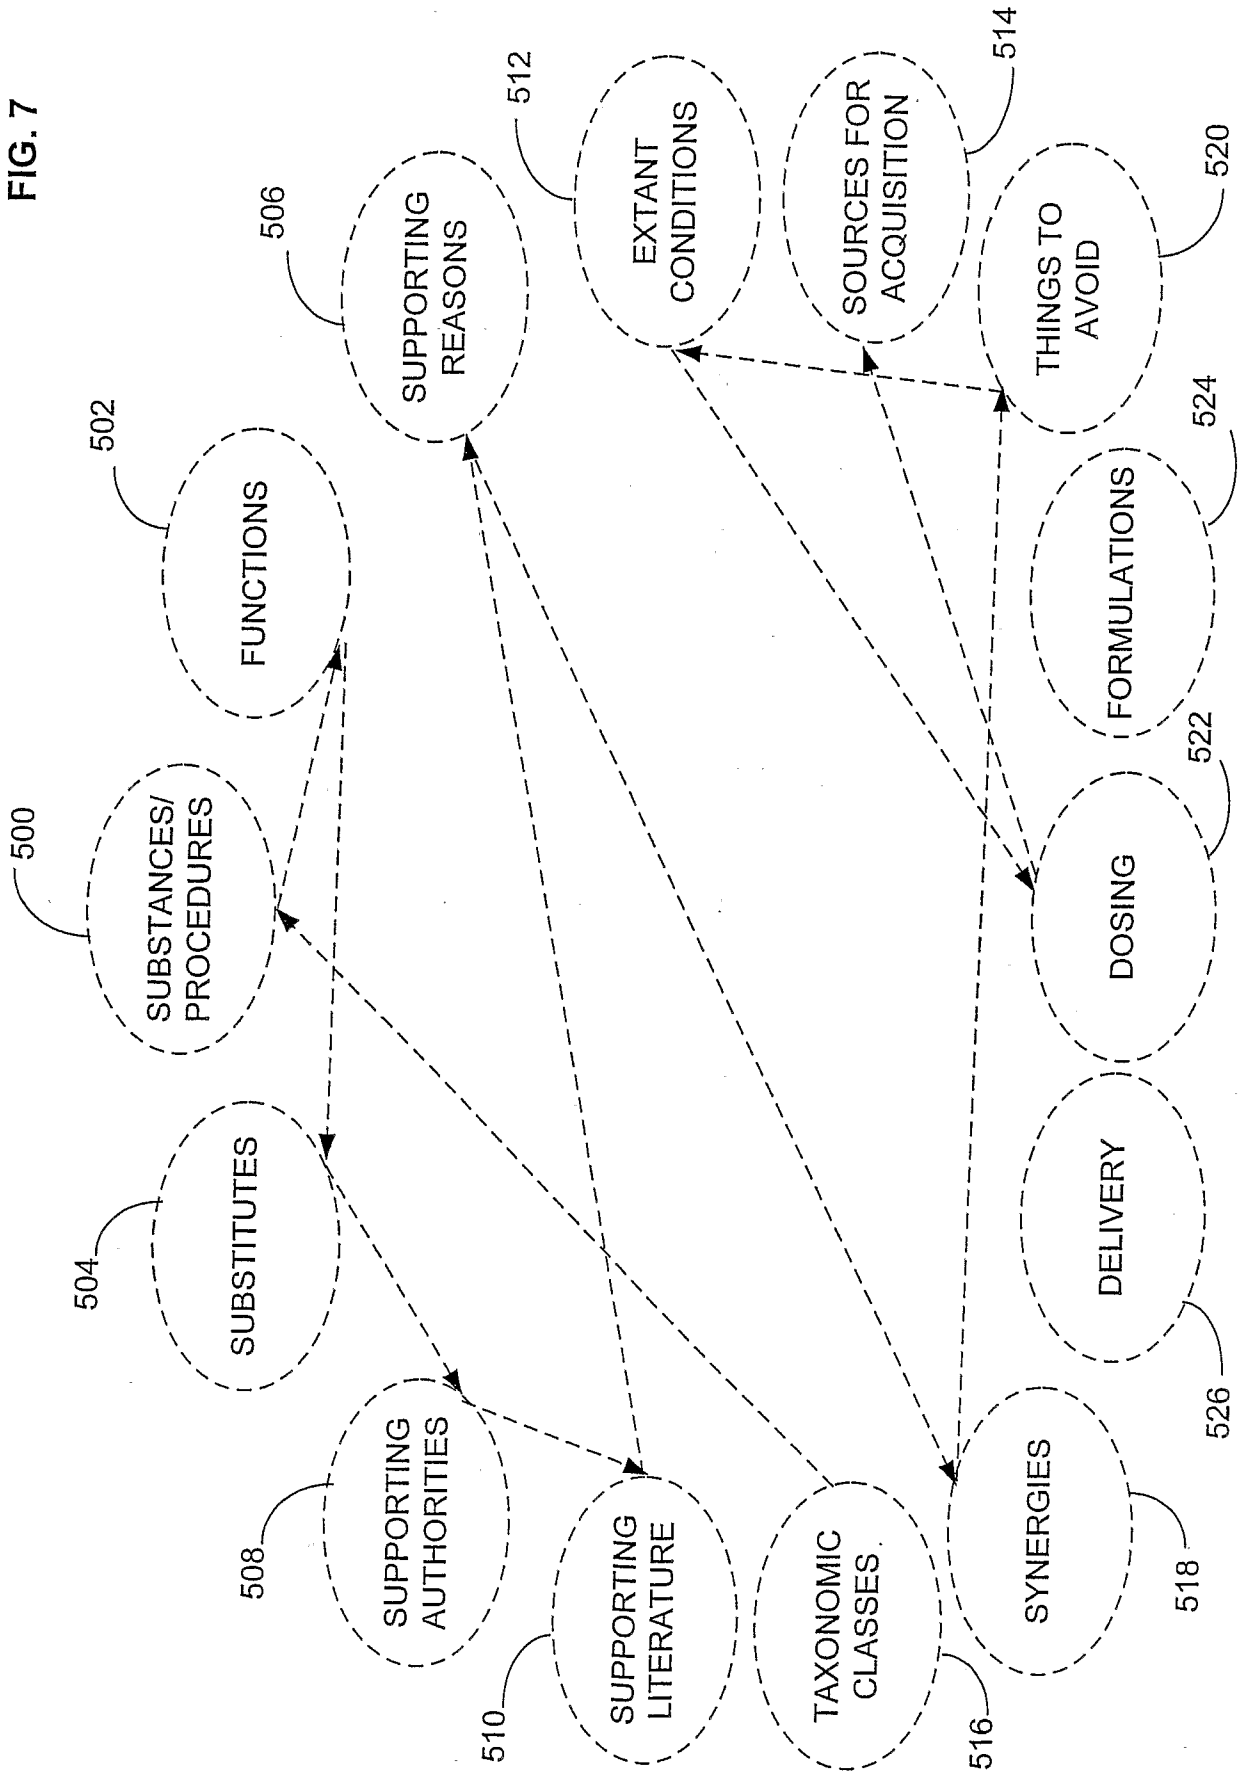 FIG. 7
500
SUBSTANCES/
PROCEDURES
502
FUNCTIONS
504
SUBSTITUTES
506
SUPPORTING
REASONS
508
SUPPORTING
AUTHORITIES
510
SUPPORTING
LITERATURE
512
EXTANT
CONDITIONS
514
SOURCES FOR
ACQUISITION
516
TAXONOMIC
CLASSES
518
SYNERGIES
520
THINGS TO
AVOID
526
DELIVERY
522
DOSING
524
FORMULATIONS